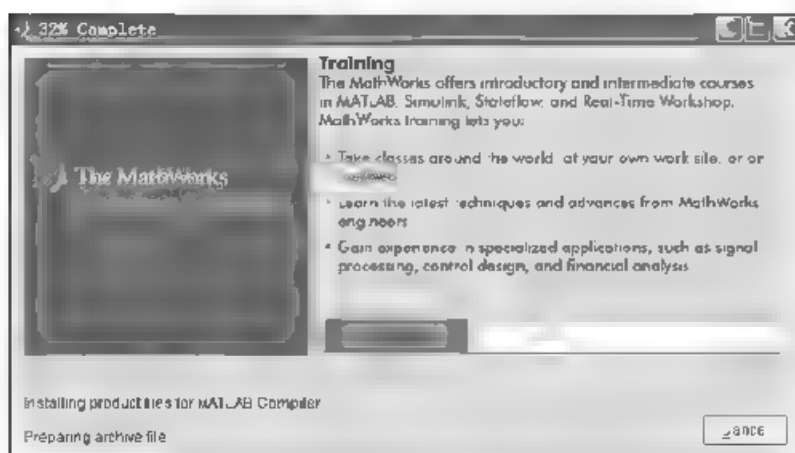 32% Complete
The MathWorks
Training
The MathWorks offers introductory and intermediate courses
in MATLAB, Simulink, Stateflow, and Real-Time Workshop.
MathWorks training lets you:
• Take classes around the world, at your own work site, or on
• Learn the latest techniques and advances from MathWorks
engineers
• Gain experience in specialized applications, such as signal
processing, control design, and financial analysis
Installing product files for MATLAB Compiler
Preparing archive file
Cancel